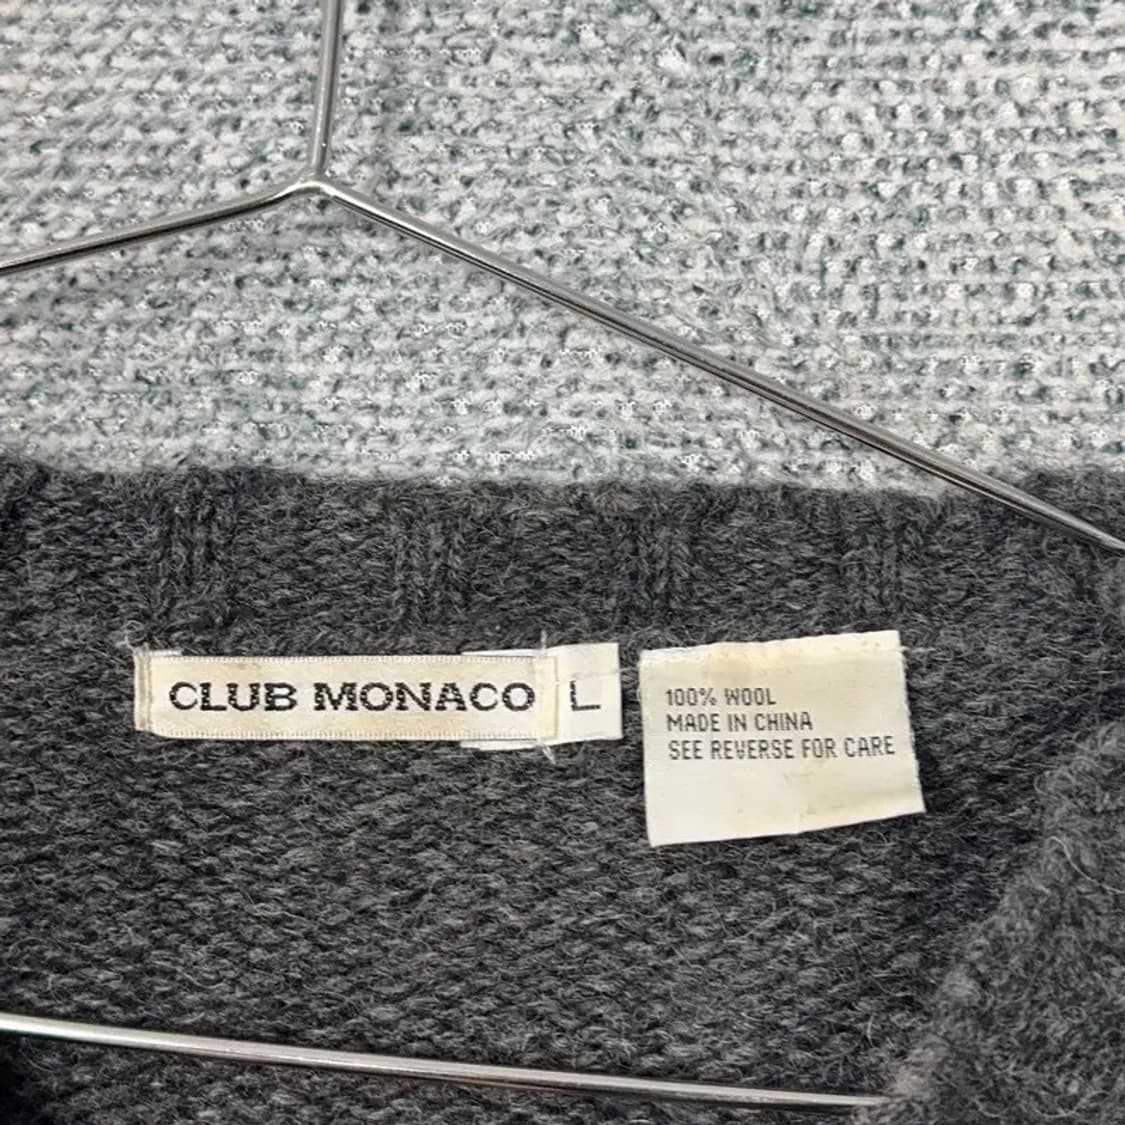 CLUB MONACO
L
100% WOOL
MADE IN CHINA
SEE REVERSE FOR CARE